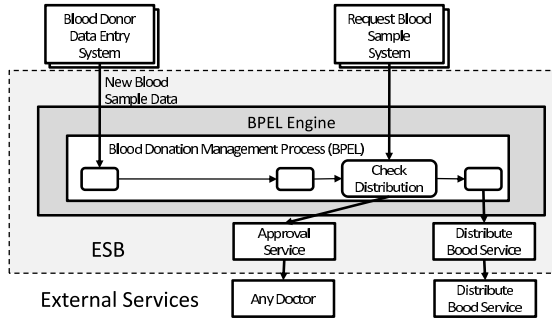 Blood Donor
Data Entry
System
Request Blood
Sample
System
New Blood
Sample Data
BPEL Engine
Blood Donation Management Process (BPEL)
Check
Distribution
Approval
Service
Distribute
Bood Service
ESB
External Services
Any Doctor
Distribute
Bood Service